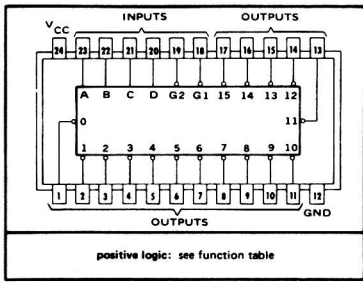 INPUTS OUTPUTS
VCC
24 23 22 21 20 19 18 17 16 15 14 13
A B C D G2 G1 15 14 13 12
0 11
1 2 3 4 5 6 7 8 9 10
1 2 3 4 5 6 7 8 9 10 11 12
OUTPUTS GND
positive logic: see function table